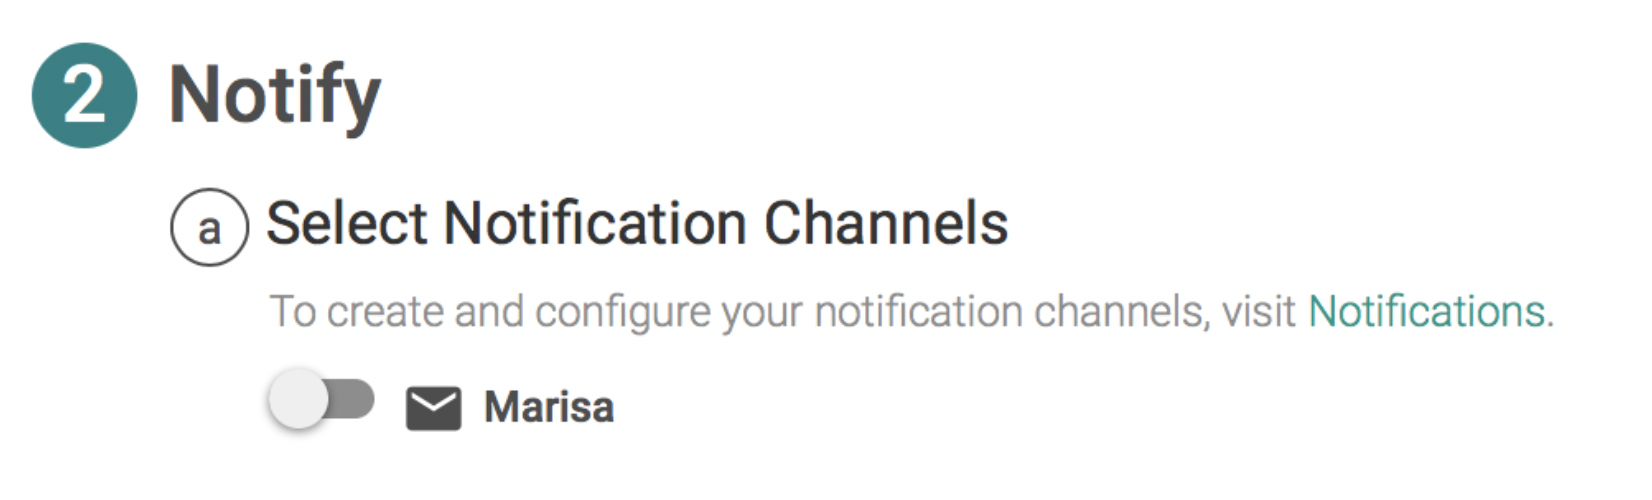 2 Notify
a Select Notification Channels
To create and configure your notification channels, visit Notifications.
Marisa